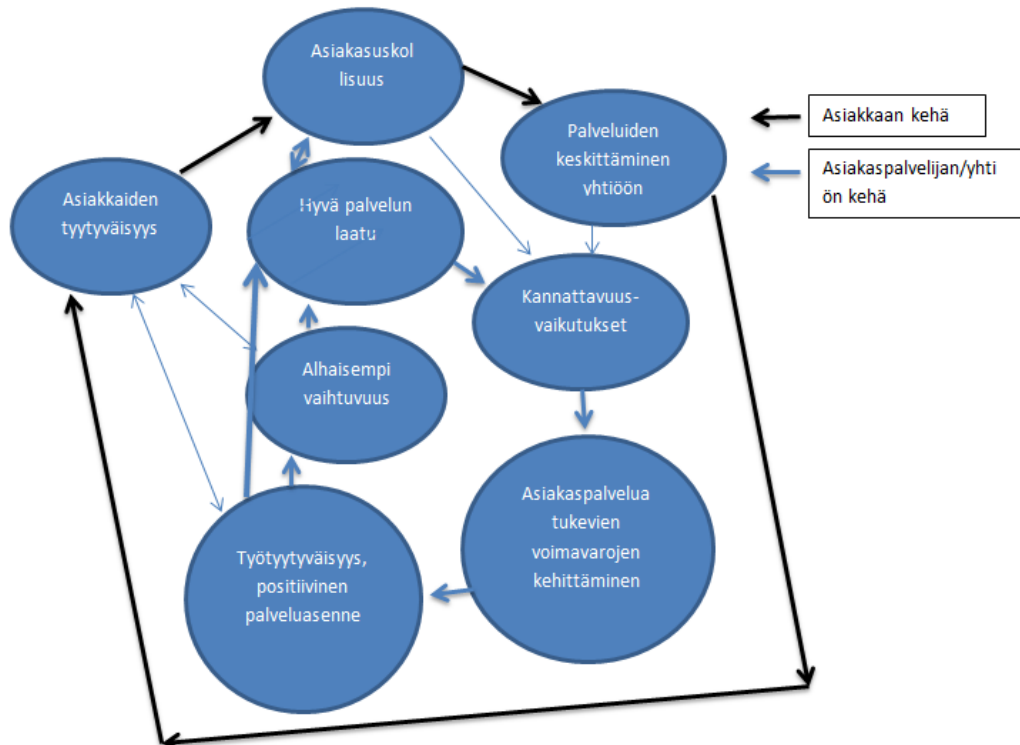 Asiakasuskol
lisuus
Palveluiden
keskittäminen
yhtiöön
Asiakkaan kehä
Asiakaspalvelijan/yhti
ön kehä
Asiakkaiden
tyytyväisyys
Hyvä palvelun
laatu
Kannattavuus-
vaikutukset
Alhaisempi
vaihtuvuus
Asiakaspalvelua
tukevien
voimavarojen
kehittäminen
Työtyytyväisyys,
positiivinen
palveluasenne